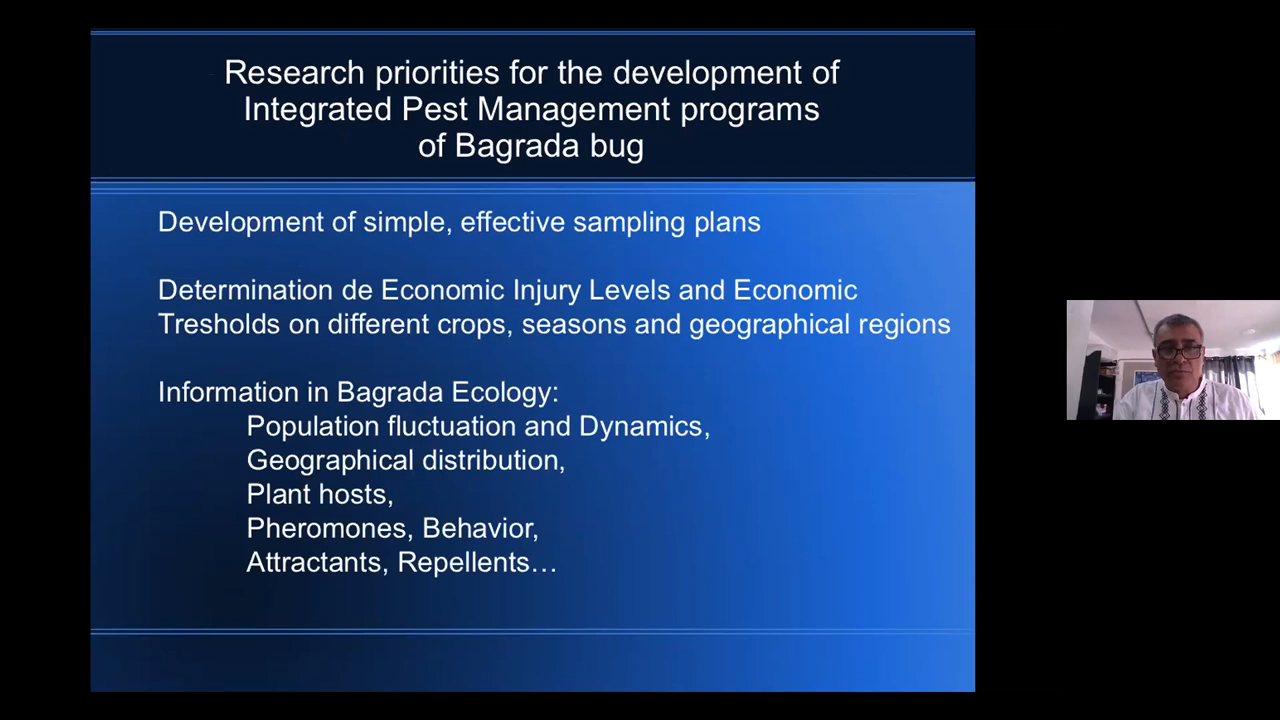 Research priorities for the development of
Integrated Pest Management programs
of Bagrada bug
Development of simple, effective sampling plans
Determination de Economic Injury Levels and Economic
Tresholds on different crops, seasons and geographical regions
Information in Bagrada Ecology:
Population fluctuation and Dynamics,
Geographical distribution,
Plant hosts,
Pheromones, Behavior,
Attractants, Repellents…